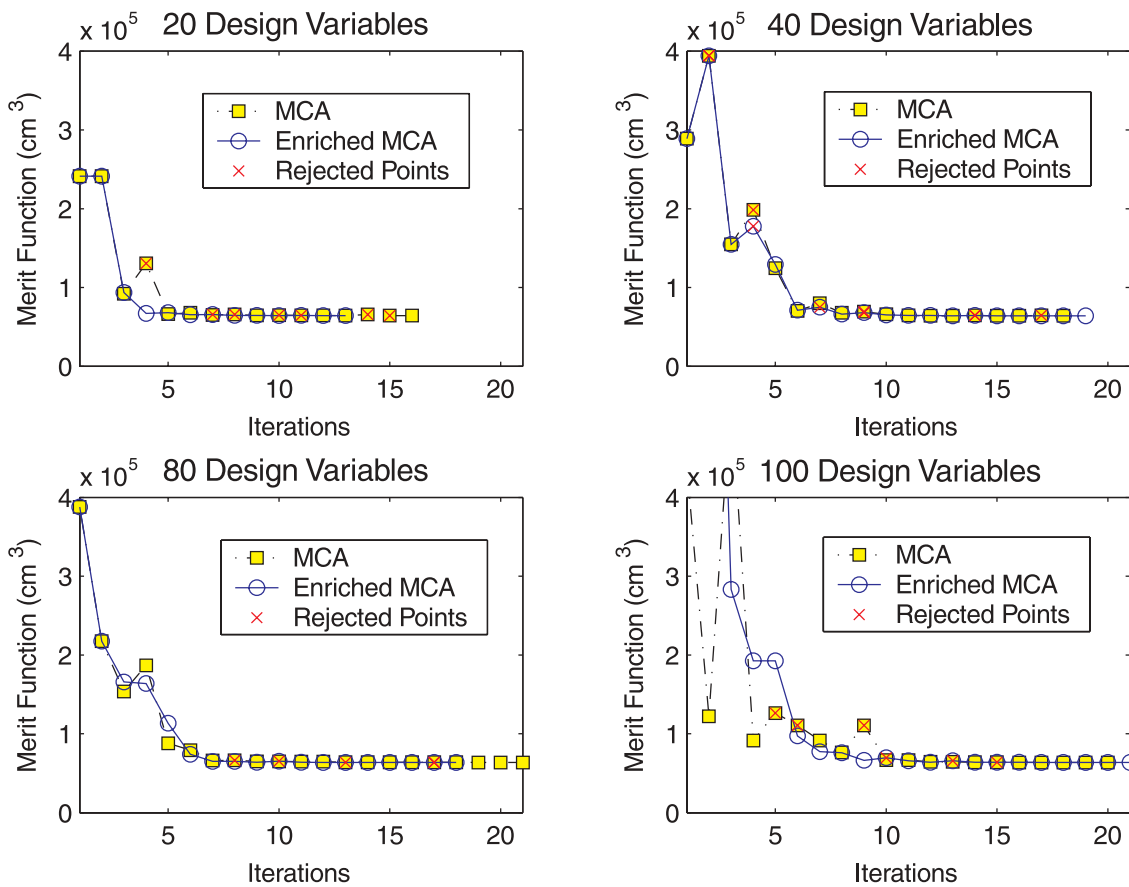 x 10^5
20 Design Variables
4
3
2
1
0
Merit Function (cm^3)
MCA
Enriched MCA
Rejected Points
5 10 15 20
Iterations
x 10^5
40 Design Variables
4
3
2
1
0
Merit Function (cm^3)
MCA
Enriched MCA
Rejected Points
5 10 15 20
Iterations
x 10^5
80 Design Variables
4
3
2
1
0
Merit Function (cm^3)
MCA
Enriched MCA
Rejected Points
5 10 15 20
Iterations
x 10^5
100 Design Variables
4
3
2
1
0
Merit Function (cm^3)
MCA
Enriched MCA
Rejected Points
5 10 15 20
Iterations